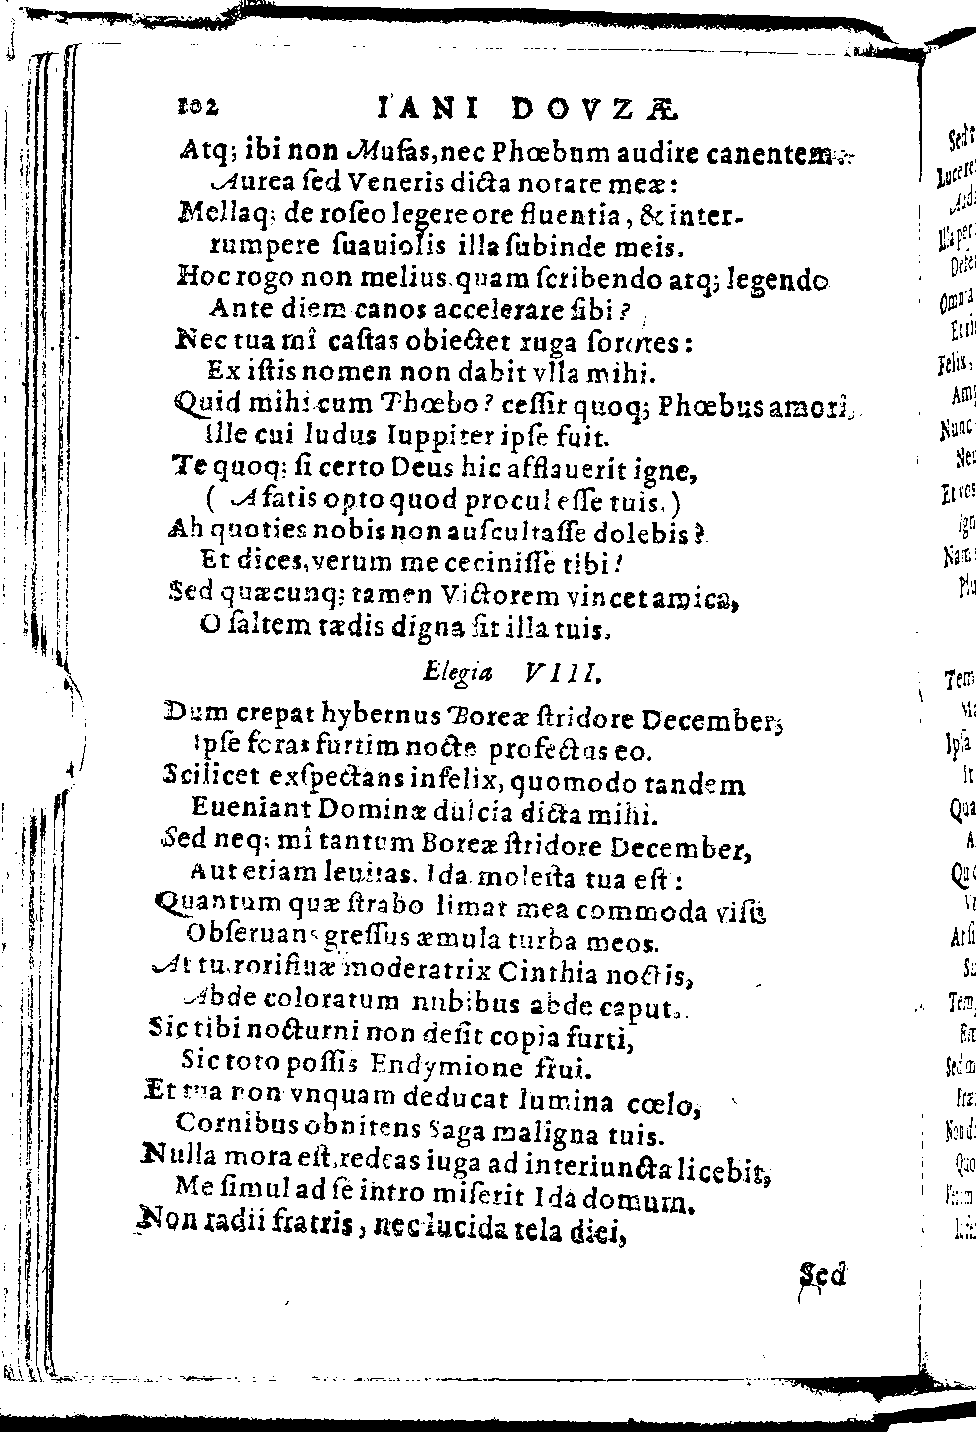 102 IANI DOVZÆ
Atq; ibi non Musas, nec Phœbum audire canentem:
Aurea sed Veneris dicta notare meæ:
Mellaq; de roseo legere ore fluentia, & inter-
rumpere suauiolis illa subinde meis.
Hoc rogo non melius quam scribendo atq; legendo
Ante diem canos accelerare sibi?
Nec tua mî castas obiectet ruga sorores:
Ex istis nomen non dabit vlla mihi.
Quid mihi cum Phœbo? cessit quoq; Phœbus amori,
Ille cui ludus Iuppiter ipse fuit.
Te quoq; si certo Deus hic afflauerit igne,
( A fatis opto quod procul esse tuis.)
Ah quoties nobis non auscultasse dolebis?
Et dices, verum me cecinisse tibi!
Sed quæcunq; tamen Victorem vincet amica,
O saltem tædis digna sit illa tuis.
Elegia VIII.
Dum crepat hybernus Boreæ stridore December,
Ipse foras furtim nocte profectus eo.
Scilicet exspectans infelix, quomodo tandem
Eueniant Dominæ dulcia dicta mihi.
Sed neq; mî tantum Boreæ stridore December,
Aut etiam leuitas Ida molesta tua est:
Quantum quæ strabo limat mea commoda visu
Obseruans gressus æmula turba meos.
At tu rorifluæ moderatrix Cinthia noctis,
Abde coloratum nubibus abde caput.
Sic tibi nocturni non desit copia furti,
Sic toto possis Endymione frui.
Et tua non vnquam deducat lumina cœlo,
Cornibus obnitens Saga maligna tuis.
Nulla mora est, redeas iuga ad interiuncta licebit,
Me simul ad se intro miserit Ida domum.
Non radii fratris, nec lucida tela diei,
Sed